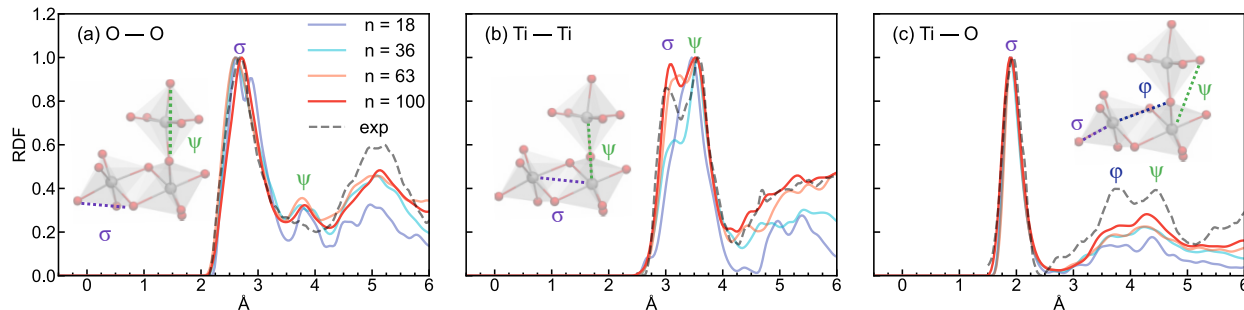 (a) O — O
n = 18
n = 36
n = 63
n = 100
exp
σ
ψ
ψ
σ
RDF
1.2
1.0
0.8
0.6
0.4
0.2
0.0
0 1 2 3 4 5 6
Å
(b) Ti — Ti
σ
ψ
ψ
σ
0 1 2 3 4 5 6
Å
(c) Ti — O
σ
φ
ψ
σ
φ
ψ
0 1 2 3 4 5 6
Å